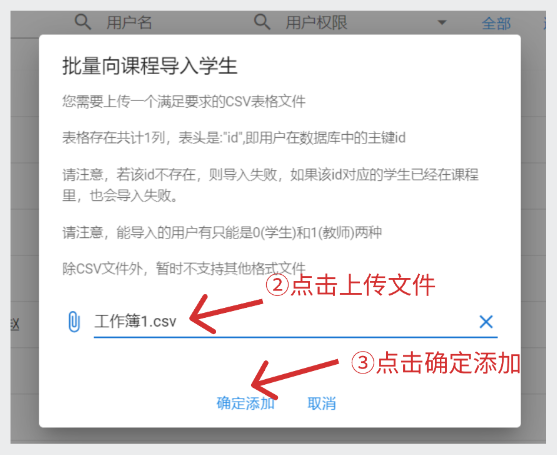 用户名 用户权限 全部
批量向课程导入学生
您需要上传一个满足要求的CSV表格文件
表格存在共计1列，表头是:"id",即用户在数据库中的主键id
请注意，若该id不存在，则导入失败，如果该id对应的学生已经在课程
里，也会导入失败。
请注意，能导入的用户有只能是0(学生)和1(教师)两种
除CSV文件外，暂时不支持其他格式文件
②点击上传文件
工作簿1.csv
③点击确定添加
确定添加 取消